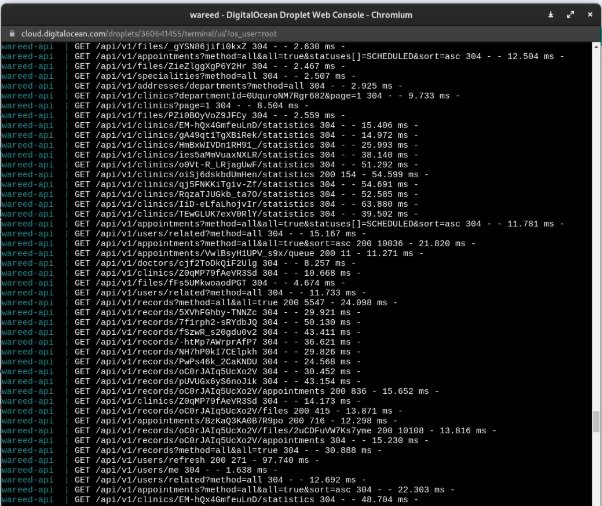 wareed - DigitalOcean Droplet Web Console - Chromium
cloud.digitalocean.com/droplets/360641455/terminal/ui/?os_user=root
wareed-api | GET /api/v1/files/_gYSN86jifi0kxZ 304 - - 2.630 ms -
wareed-api | GET /api/v1/appointments?method=all&all=true&statuses[]=SCHEDULED&sort=asc 304 - - 12.504 ms -
wareed-api | GET /api/v1/files/ZieZlggXgP6Y2Hr 304 - - 2.467 ms -
wareed-api | GET /api/v1/specialities?method=all 304 - - 2.507 ms -
wareed-api | GET /api/v1/addresses/departments?method=all 304 - - 2.925 ms -
wareed-api | GET /api/v1/clinics?departmentId=0UquroNM7Rgr682&page=1 304 - - 9.733 ms -
wareed-api | GET /api/v1/clinics?page=1 304 - - 8.504 ms -
wareed-api | GET /api/v1/files/PZi0BOyVoZ9JFCy 304 - - 2.559 ms -
wareed-api | GET /api/v1/clinics/EM-hQx4GmfeuLnD/statistics 304 - - 15.406 ms -
wareed-api | GET /api/v1/clinics/gA49qt1TgXBiRek/statistics 304 - - 14.972 ms -
wareed-api | GET /api/v1/clinics/HmBxWIVDn1RH91_/statistics 304 - - 25.993 ms -
wareed-api | GET /api/v1/clinics/ies5aMmVuaxNXLR/statistics 304 - - 38.140 ms -
wareed-api | GET /api/v1/clinics/o0Vt-R_LRjagUwF/statistics 304 - - 51.292 ms -
wareed-api | GET /api/v1/clinics/oiSj6dskbdUmHen/statistics 200 154 - 54.599 ms -
wareed-api | GET /api/v1/clinics/qj5FNKKiTgiv-Zf/statistics 304 - - 54.691 ms -
wareed-api | GET /api/v1/clinics/RqzaTJUGkb_ta7O/statistics 304 - - 52.585 ms -
wareed-api | GET /api/v1/clinics/IiD-eLfaLhojvIr/statistics 304 - - 63.880 ms -
wareed-api | GET /api/v1/clinics/TEwGLUK7exV0Rly/statistics 304 - - 39.502 ms -
wareed-api | GET /api/v1/appointments?method=all&all=true&statuses[]=SCHEDULED&sort=asc 304 - - 11.781 ms -
wareed-api | GET /api/v1/users/related?method=all 304 - - 15.167 ms -
wareed-api | GET /api/v1/appointments?method=all&all=true&sort=asc 200 10036 - 21.820 ms -
wareed-api | GET /api/v1/appointments/VwlBsyH1UPV_s9x/queue 200 11 - 11.271 ms -
wareed-api | GET /api/v1/doctors/cjf2ToDkQiF2Ulg 304 - - 8.257 ms -
wareed-api | GET /api/v1/clinics/Z0qMP79fAeVR3Sd 304 - - 10.668 ms -
wareed-api | GET /api/v1/files/fFs5UMkwoaodPGT 304 - - 4.674 ms -
wareed-api | GET /api/v1/users/related?method=all 304 - - 11.733 ms -
wareed-api | GET /api/v1/records?method=all&all=true 200 5547 - 24.098 ms -
wareed-api | GET /api/v1/records/5XVhFGhby-TNNZc 304 - - 29.921 ms -
wareed-api | GET /api/v1/records/7firph2-sRYdbJQ 304 - - 50.130 ms -
wareed-api | GET /api/v1/records/fSzwR_s20gdu0v2 304 - - 43.411 ms -
wareed-api | GET /api/v1/records/-htMp7AWrprAfP7 304 - - 36.621 ms -
wareed-api | GET /api/v1/records/NH7hP0kI7CElpkh 304 - - 29.826 ms -
wareed-api | GET /api/v1/records/PwPs46k_2CaKNDU 304 - - 24.568 ms -
wareed-api | GET /api/v1/records/oC0rJAIq5UcXo2V 304 - - 30.452 ms -
wareed-api | GET /api/v1/records/pUVUGx6yS6noJik 304 - - 43.154 ms -
wareed-api | GET /api/v1/records/oC0rJAIq5UcXo2V/appointments 200 836 - 15.652 ms -
wareed-api | GET /api/v1/clinics/Z0qMP79fAeVR3Sd 304 - - 14.173 ms -
wareed-api | GET /api/v1/records/oC0rJAIq5UcXo2V/files 200 415 - 13.871 ms -
wareed-api | GET /api/v1/appointments/BzKaQ3KA0B7R9po 200 716 - 12.298 ms -
wareed-api | GET /api/v1/records/oC0rJAIq5UcXo2V/files/2uCDFuVW7Ks7yme 200 10108 - 13.816 ms -
wareed-api | GET /api/v1/records/oC0rJAIq5UcXo2V/appointments 304 - - 15.230 ms -
wareed-api | GET /api/v1/records?method=all&all=true 304 - - 30.888 ms -
wareed-api | GET /api/v1/users/refresh 200 271 - 97.740 ms -
wareed-api | GET /api/v1/users/me 304 - - 1.638 ms -
wareed-api | GET /api/v1/users/related?method=all 304 - - 12.692 ms -
wareed-api | GET /api/v1/appointments?method=all&all=true&sort=asc 304 - - 22.303 ms -
wareed-api | GET /api/v1/clinics/EM-hQx4GmfeuLnD/statistics 304 - - 48.704 ms -